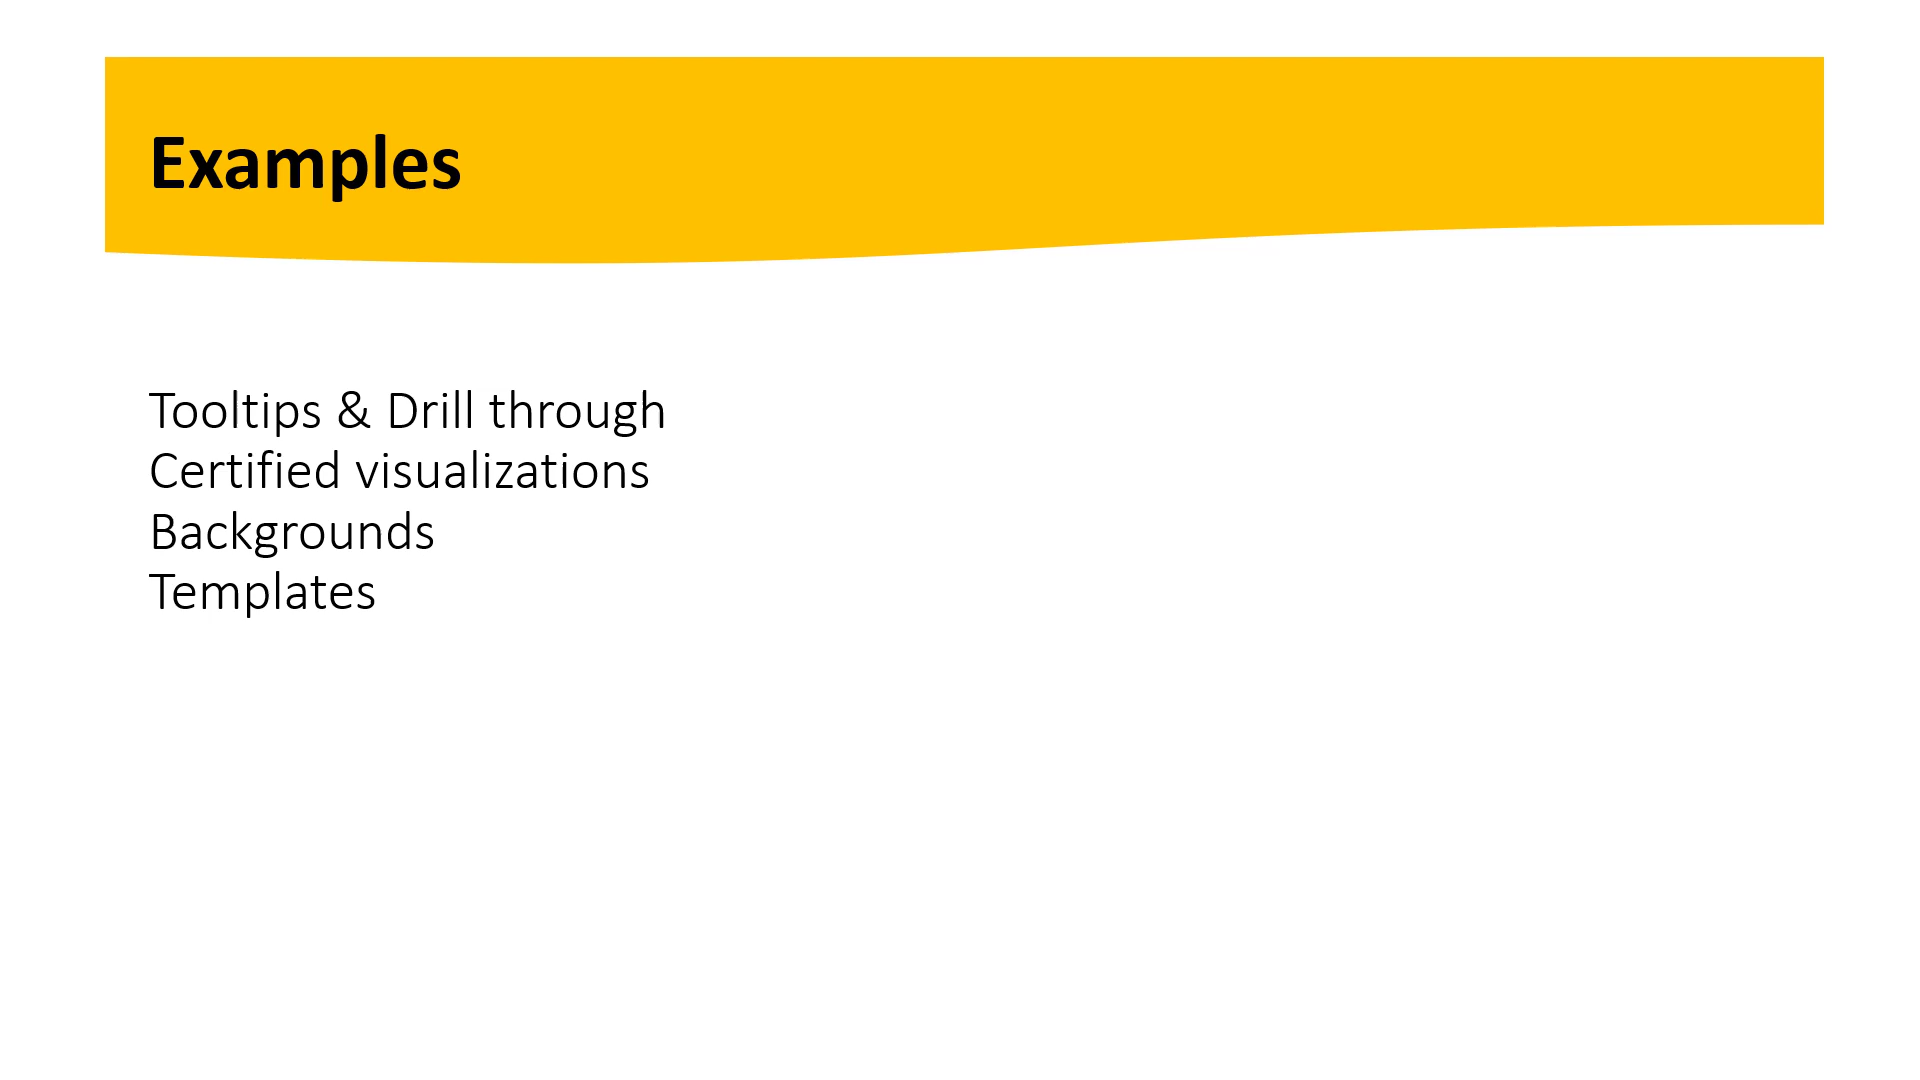 Examples
Tooltips & Drill through
Certified visualizations
Backgrounds
Templates